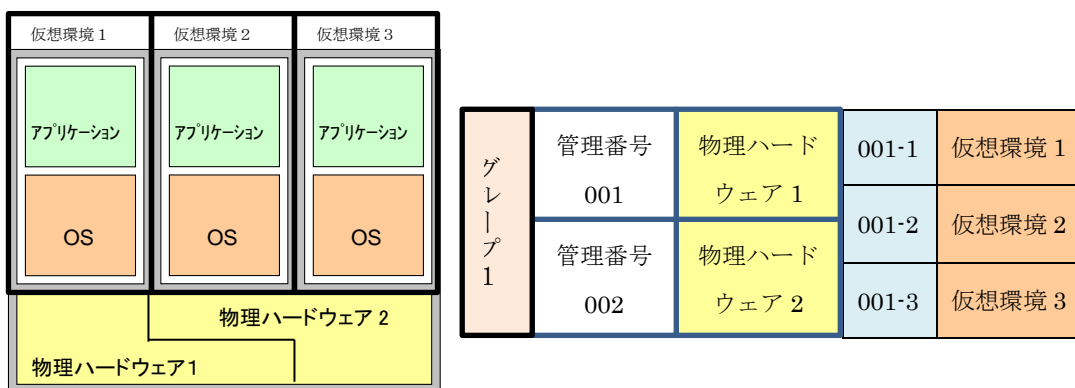 仮想環境1 仮想環境2 仮想環境3
アプリケーション アプリケーション アプリケーション
OS OS OS
物理ハードウェア 2
物理ハードウェア1
グレープ1
管理番号
001
物理ハード
ウェア 1
管理番号
002
物理ハード
ウェア 2
001-1 仮想環境 1
001-2 仮想環境 2
001-3 仮想環境 3